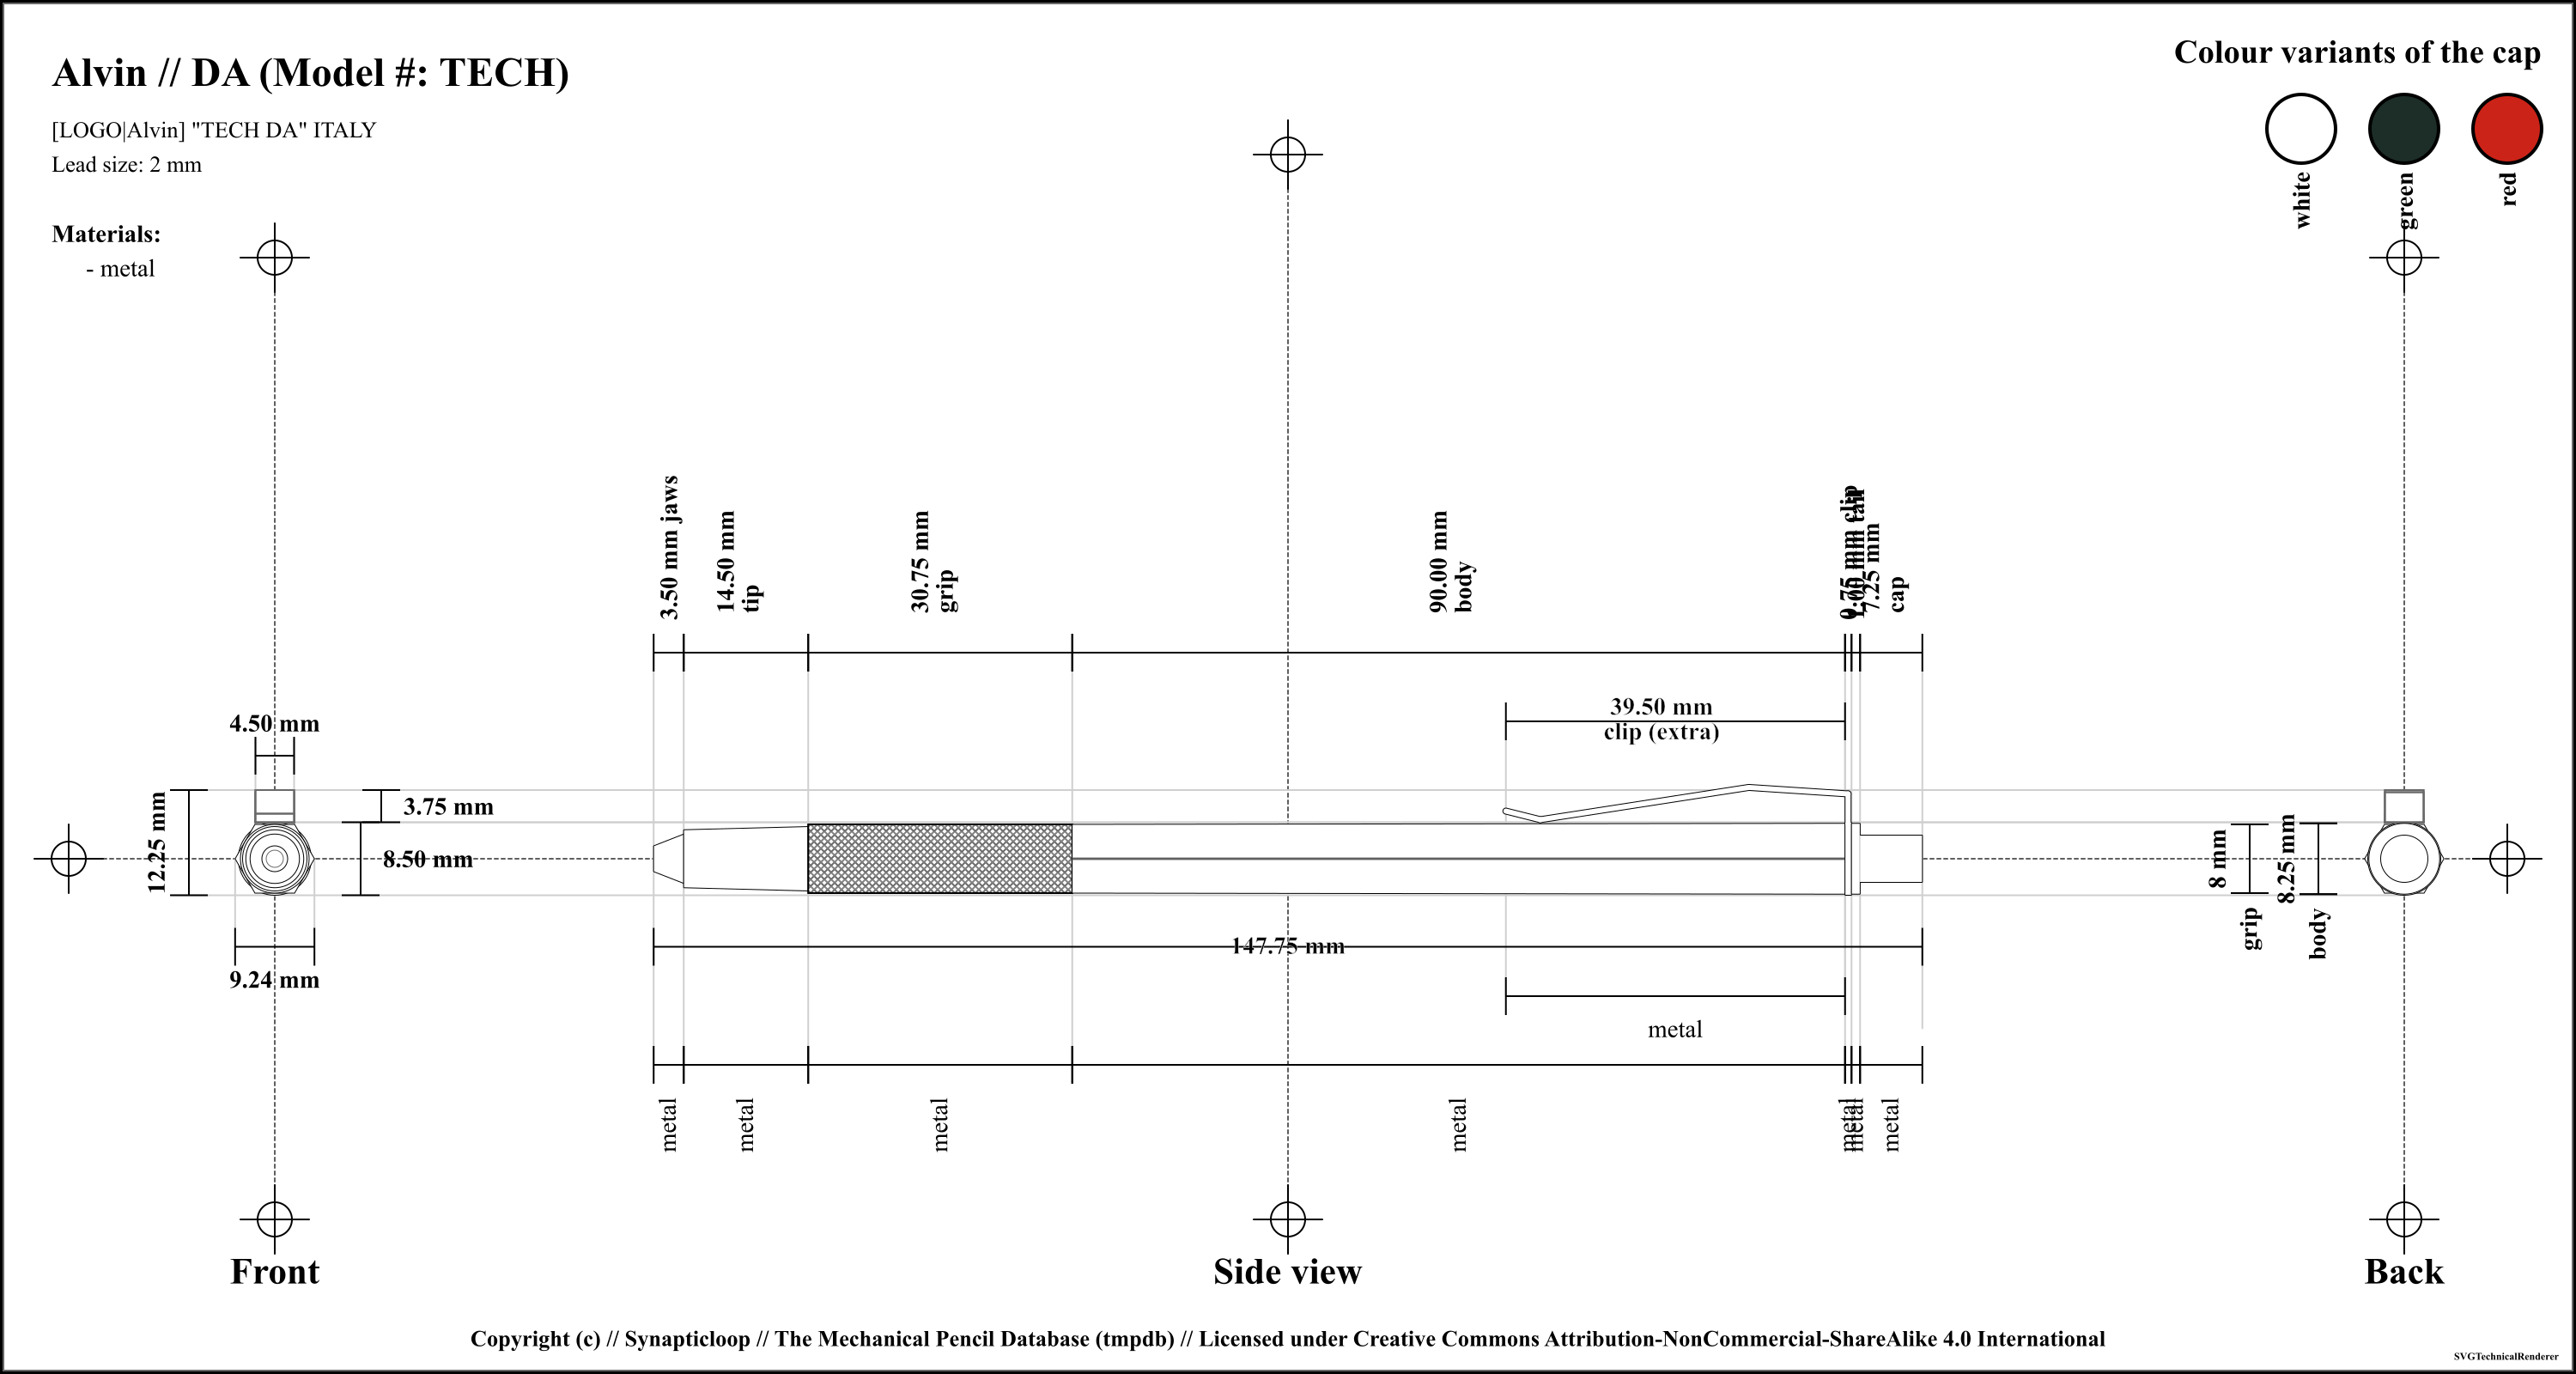 Alvin // DA (Model #: TECH)
[LOGO|Alvin] "TECH DA" ITALY
Lead size: 2 mm
Materials:
- metal
Colour variants of the cap
white
green
red
3.50 mm jaws
14.50 mm
tip
30.75 mm
grip
90.00 mm
body
0.75 mm clip
1.00 mm tail
7.25 mm
cap
39.50 mm
clip (extra)
4.50 mm
12.25 mm
3.75 mm
8.50 mm
9.24 mm
8 mm
grip
8.25 mm
body
147.75 mm
metal
metal
metal
metal
metal
metal
metal
metal
Front
Side view
Back
Copyright (c) // Synapticloop // The Mechanical Pencil Database (tmpdb) // Licensed under Creative Commons Attribution-NonCommercial-ShareAlike 4.0 International
SVGTechnicalRenderer